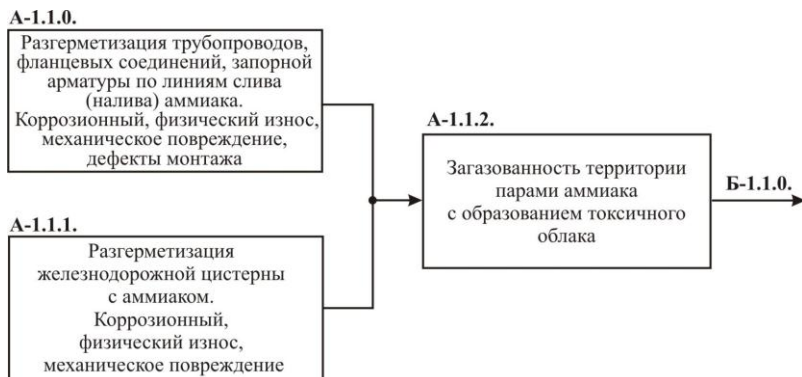 А-1.1.0.
Разгерметизация трубопроводов,
фланцевых соединений, запорной
арматуры по линиям слива
(налива) аммиака.
Коррозионный, физический износ,
механическое повреждение,
дефекты монтажа
А-1.1.1.
Разгерметизация
железнодорожной цистерны
с аммиаком.
Коррозионный,
физический износ,
механическое повреждение
А-1.1.2.
Загазованность территории
парами аммиака
с образованием токсичного
облака
Б-1.1.0.